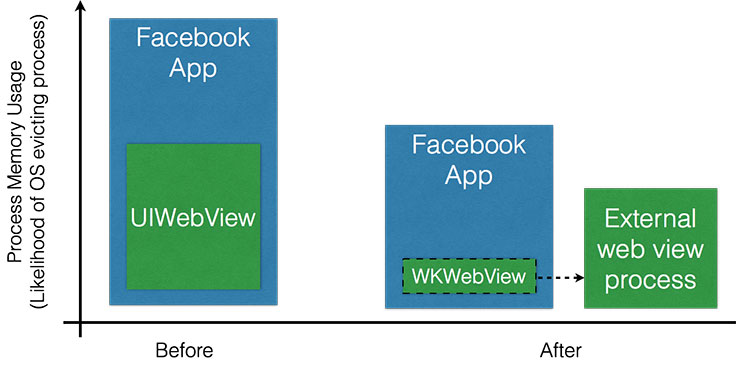 Process Memory Usage
(Likelihood of OS evicting process)
Facebook
App
UIWebView
Facebook
App
WKWebView
External
web view
process
Before
After